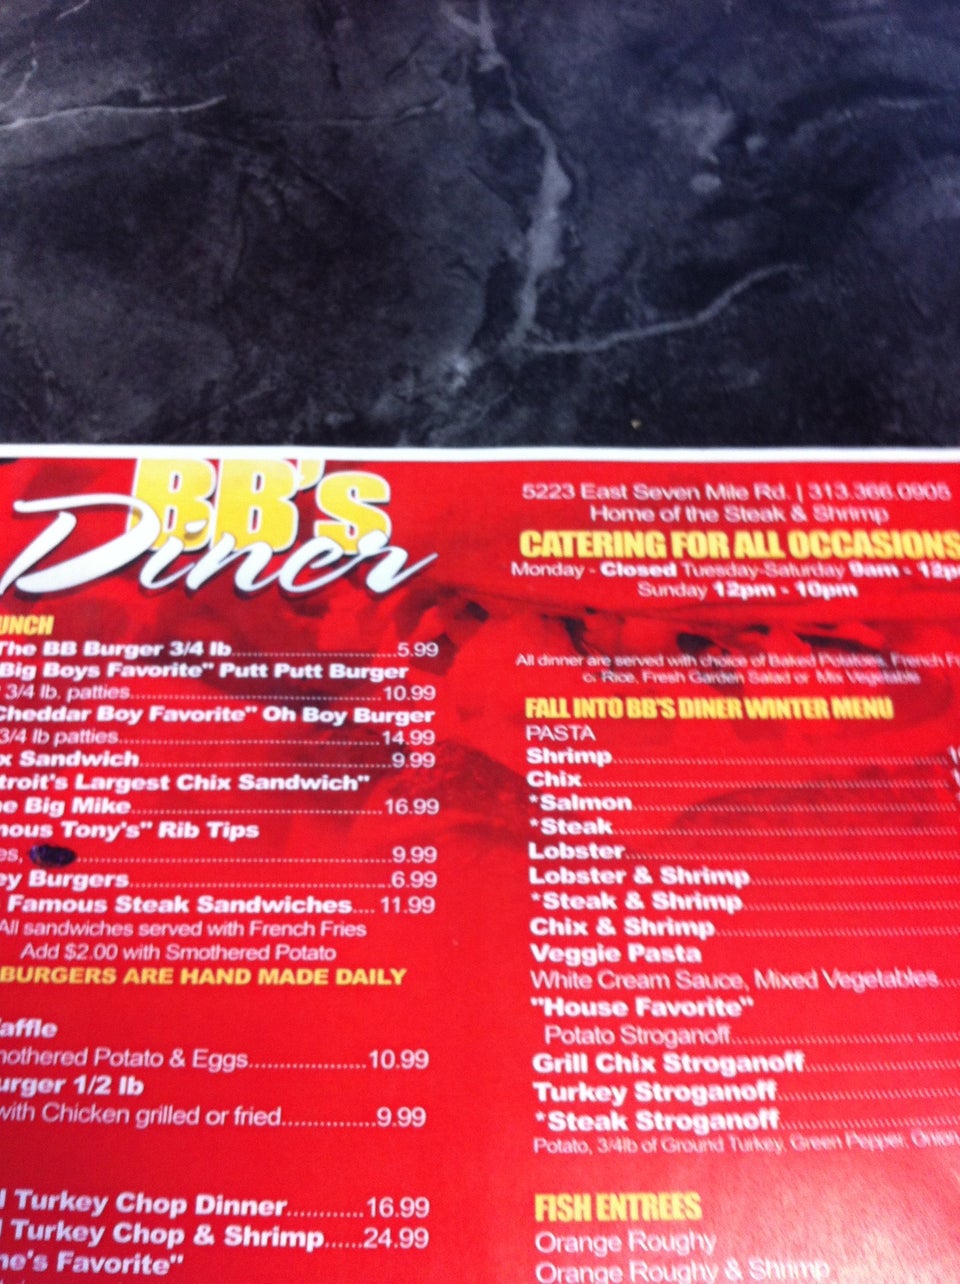 BB's
Diner
UNCH
The BB Burger 3/4 lb 5.99
Big Boys Favorite" Putt Putt Burger
3/4 lb. patties 10.99
Cheddar Boy Favorite" Oh Boy Burger
3/4 lb patties 14.99
x Sandwich 9.99
troit's Largest Chix Sandwich"
e Big Mike 16.99
mous Tony's" Rib Tips
es, 9.99
ey Burgers 6.99
Famous Steak Sandwiches 11.99
All sandwiches served with French Fries
Add $2.00 with Smothered Potato
BURGERS ARE HAND MADE DAILY
affle
mothered Potato & Eggs 10.99
urger 1/2 lb
with Chicken grilled or fried 9.99
Turkey Chop Dinner 16.99
Turkey Chop & Shrimp 24.99
ne's Favorite"
5223 East Seven Mile Rd. | 313.366.0905
Home of the Steak & Shrimp
CATERING FOR ALL OCCASIONS
Monday - Closed Tuesday-Saturday 9am - 12p
Sunday 12pm - 10pm
All dinner are served with choice of Baked Potatoes, French F
or Rice, Fresh Garden Salad or Mix Vegetable
FALL INTO BB'S DINER WINTER MENU
PASTA
Shrimp
Chix
*Salmon
*Steak
Lobster
Lobster & Shrimp
*Steak & Shrimp
Chix & Shrimp
Veggie Pasta
White Cream Sauce, Mixed Vegetables
"House Favorite"
Potato Stroganoff
Grill Chix Stroganoff
Turkey Stroganoff
*Steak Stroganoff
Potato, 3/4lb of Ground Turkey, Green Pepper, Onion
FISH ENTREES
Orange Roughy
Orange Roughy & Shrimp